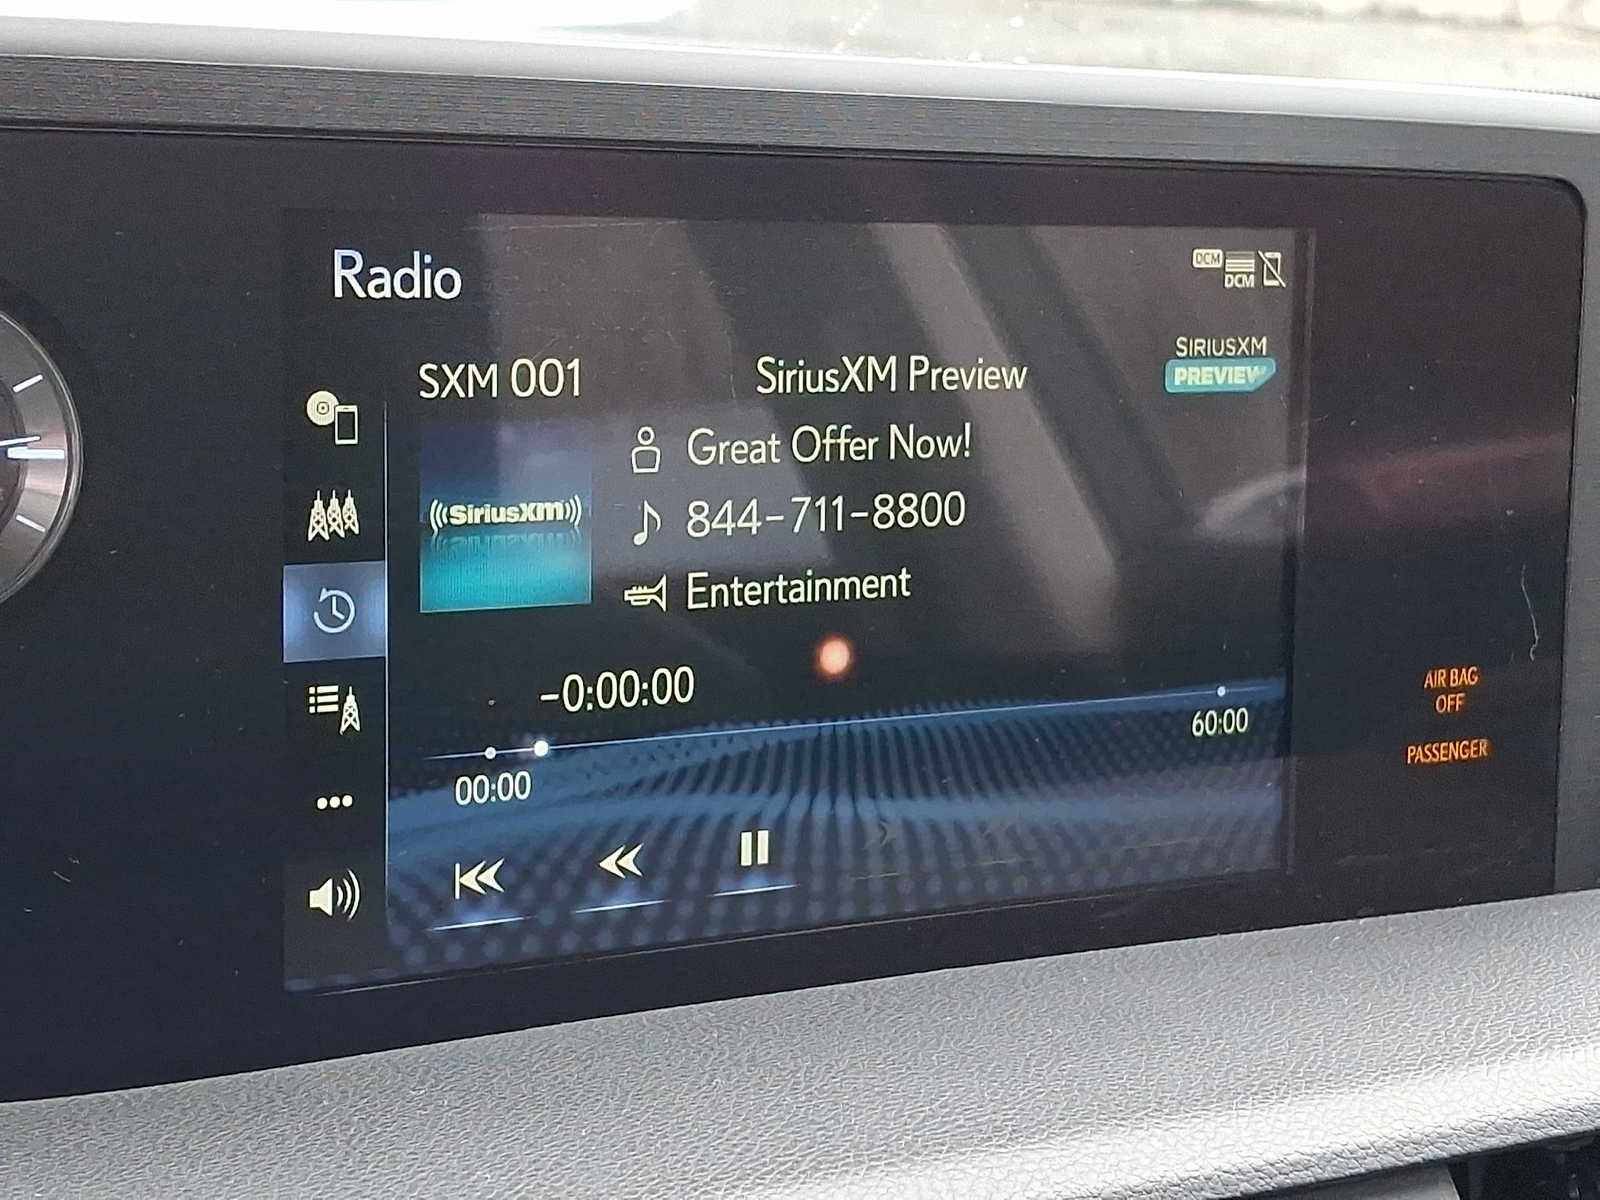 Radio
DCM
DCM
SIRIUSXM
PREVIEW
SXM 001
SiriusXM Preview
Great Offer Now!
((SiriusXM))
844-711-8800
Entertainment
-0:00:00
00:00
60:00
AIR BAG
OFF
PASSENGER